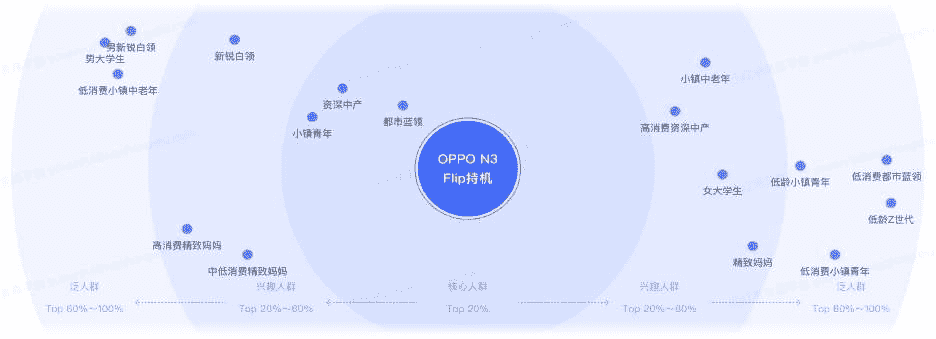 男新锐白领
男大学生
低消费小镇中老年
新锐白领
资深中产
小镇青年
都市蓝领
OPPO N3
Flip持机
小镇中老年
高消费资深中产
女大学生
低龄小镇青年
低消费都市蓝领
低龄Z世代
高消费精致妈妈
中低消费精致妈妈
精致妈妈
低消费小镇青年
泛人群
兴趣人群
核心人群
兴趣人群
泛人群
Top 60%~100%
Top 20%~60%
Top 20%
Top 20%~80%
Top 80%~100%